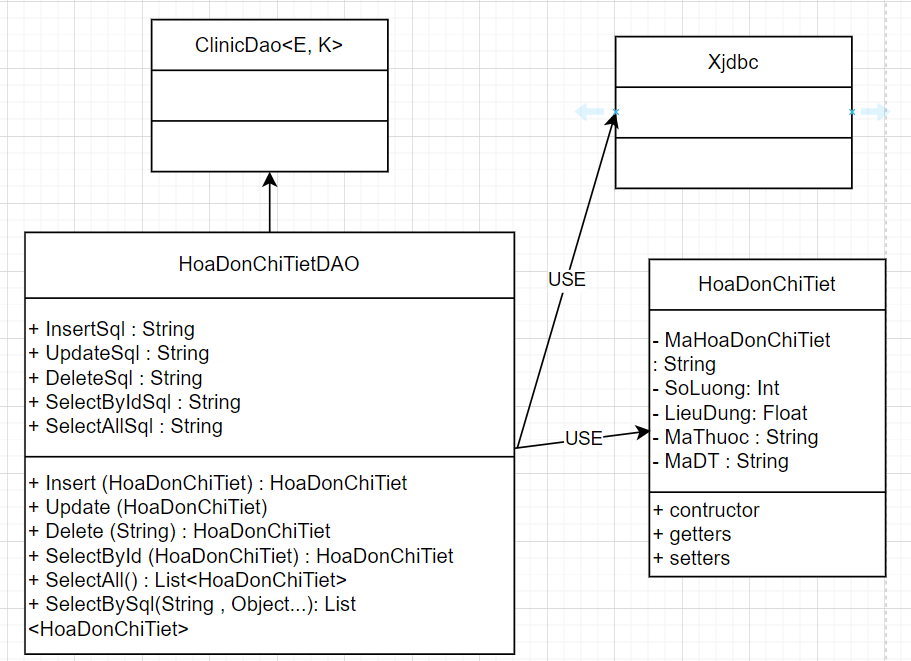 ClinicDao<E, K>
Xjdbc
HoaDonChiTietDAO
+ InsertSql : String
+ UpdateSql : String
+ DeleteSql : String
+ SelectByIdSql : String
+ SelectAllSql : String
+ Insert (HoaDonChiTiet) : HoaDonChiTiet
+ Update (HoaDonChiTiet)
+ Delete (String) : HoaDonChiTiet
+ SelectById (HoaDonChiTiet) : HoaDonChiTiet
+ SelectAll() : List<HoaDonChiTiet>
+ SelectBySql(String , Object...): List
<HoaDonChiTiet>
USE
USE
HoaDonChiTiet
- MaHoaDonChiTiet
: String
- SoLuong: Int
- LieuDung: Float
- MaThuoc : String
- MaDT : String
+ contructor
+ getters
+ setters